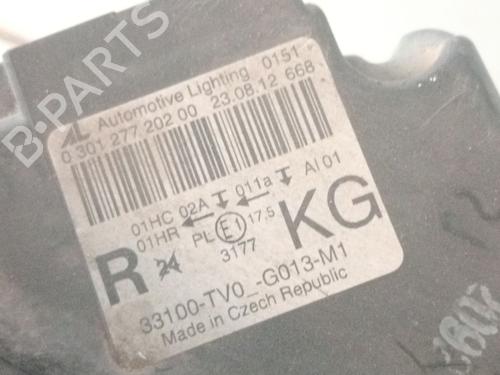 AL Automotive Lighting 0151
0 301 277 202 00 23.08.12 668
01HC 02A 011a AI 01
01HR PL E1 17.5
3177
R KG
33100-TV0_-G013-M1
Made in Czech Republic
B-PARTS